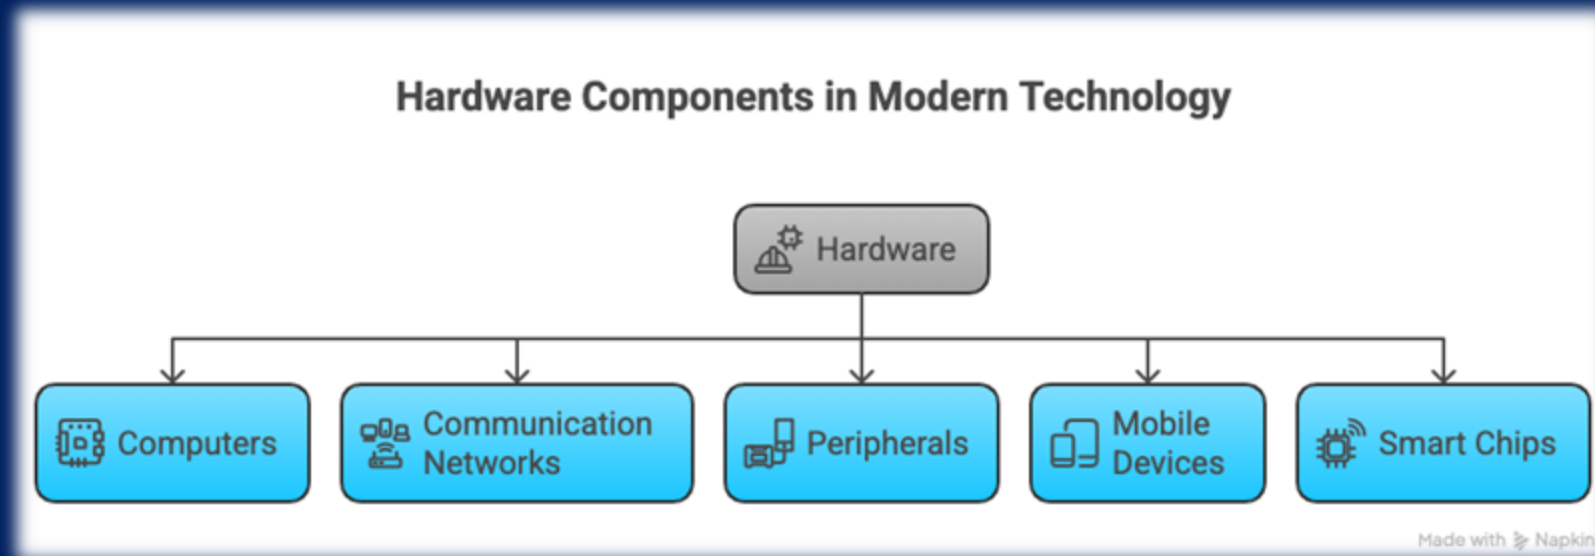 Hardware Components in Modern Technology
Hardware
Computers
Communication
Networks
Peripherals
Mobile
Devices
Smart Chips
Made with Napkin